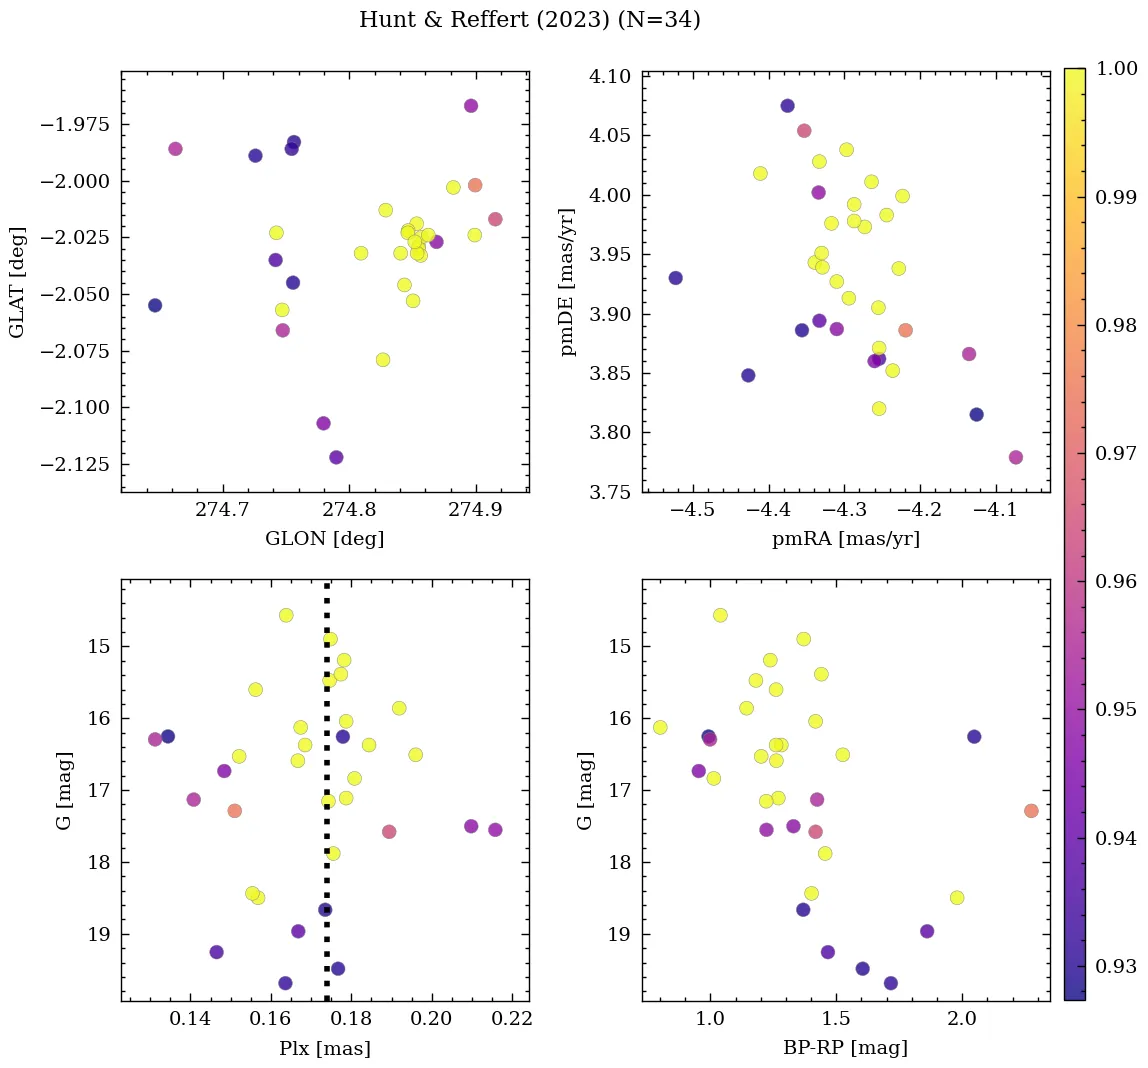 Hunt & Reffert (2023) (N=34)
−1.975
−2.000
−2.025
−2.050
−2.075
−2.100
−2.125
GLAT [deg]
274.7 274.8 274.9
GLON [deg]
4.10
4.05
4.00
3.95
3.90
3.85
3.80
3.75
pmDE [mas/yr]
−4.5 −4.4 −4.3 −4.2 −4.1
pmRA [mas/yr]
15
16
17
18
19
G [mag]
0.14 0.16 0.18 0.20 0.22
Plx [mas]
15
16
17
18
19
G [mag]
1.0 1.5 2.0
BP-RP [mag]
1.00
0.99
0.98
0.97
0.96
0.95
0.94
0.93